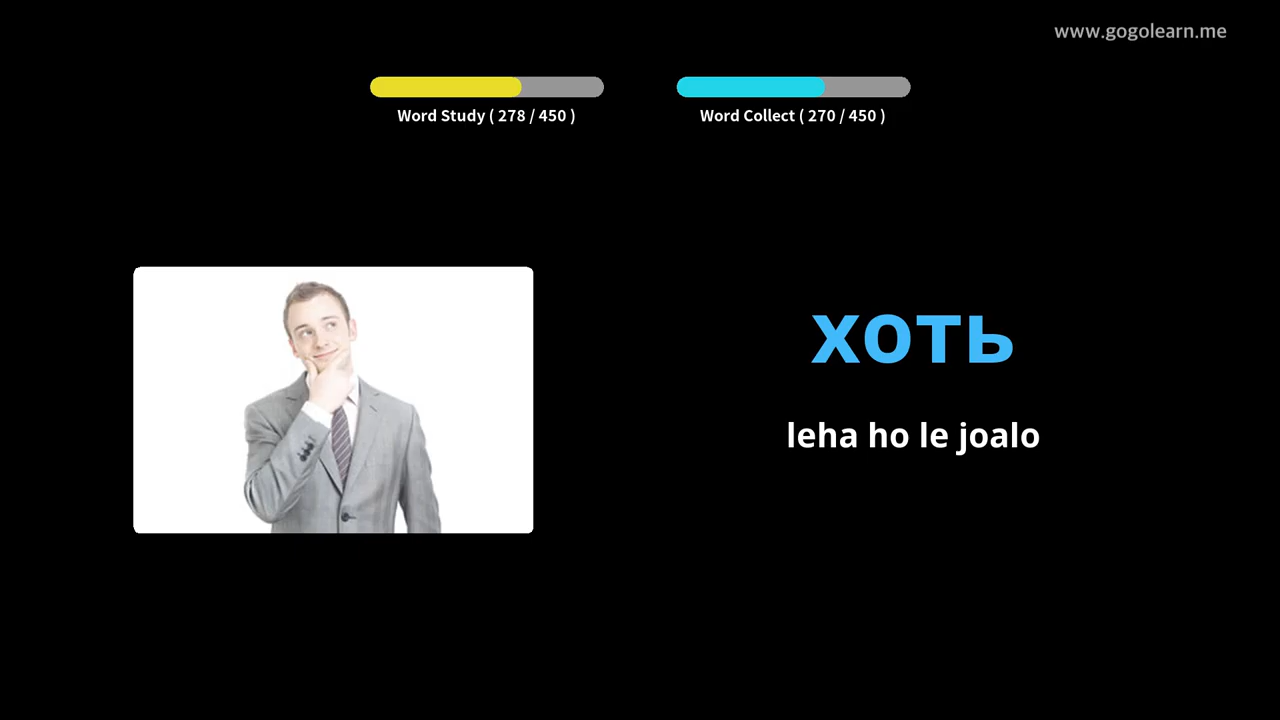 www.gogolearn.me
Word Study ( 278 / 450 )
Word Collect ( 270 / 450 )
хоть
leha ho le joalo